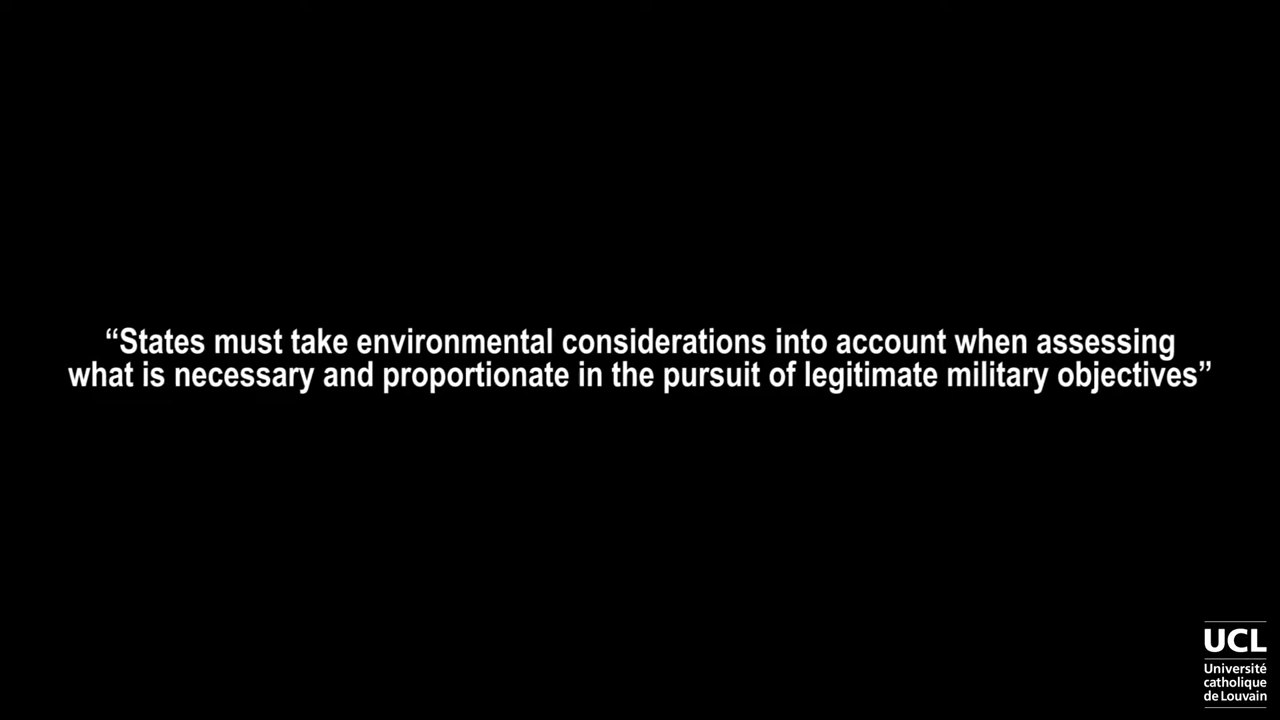 “States must take environmental considerations into account when assessing
what is necessary and proportionate in the pursuit of legitimate military objectives”
UCL
Université
catholique
de Louvain